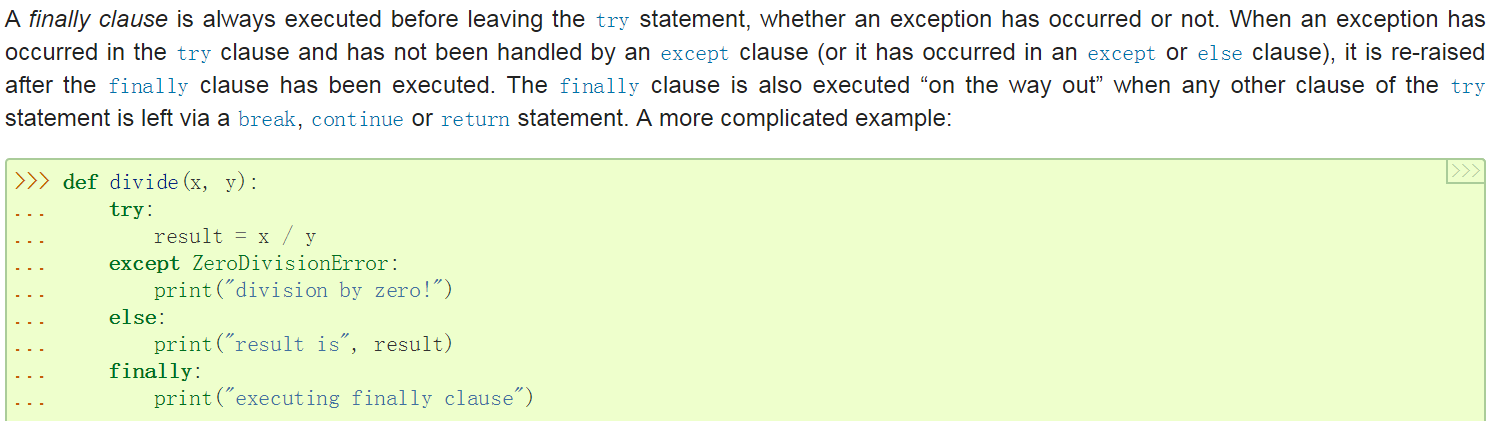 A finally clause is always executed before leaving the try statement, whether an exception has occurred or not. When an exception has
occurred in the try clause and has not been handled by an except clause (or it has occurred in an except or else clause), it is re-raised
after the finally clause has been executed. The finally clause is also executed “on the way out” when any other clause of the try
statement is left via a break, continue or return statement. A more complicated example:
>>>
>>> def divide(x, y):
...     try:
...         result = x / y
...     except ZeroDivisionError:
...         print("division by zero!")
...     else:
...         print("result is", result)
...     finally:
...         print("executing finally clause")